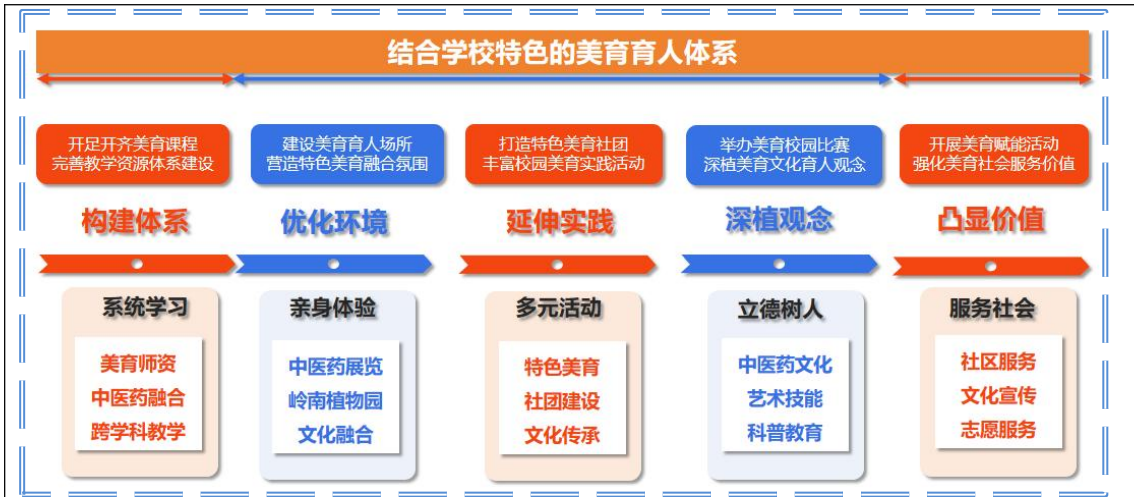 结合学校特色的美育育人体系
开足开齐美育课程
完善教学资源体系建设
建设美育育人场所
营造特色美育融合氛围
打造特色美育社团
丰富校园美育实践活动
举办美育校园比赛
深植美育文化育人观念
开展美育赋能活动
强化美育社会服务价值
构建体系
优化环境
延伸实践
深植观念
凸显价值
系统学习
美育师资
中医药融合
跨学科教学
亲身体验
中医药展览
岭南植物园
文化融合
多元活动
特色美育
社团建设
文化传承
立德树人
中医药文化
艺术技能
科普教育
服务社会
社区服务
文化宣传
志愿服务